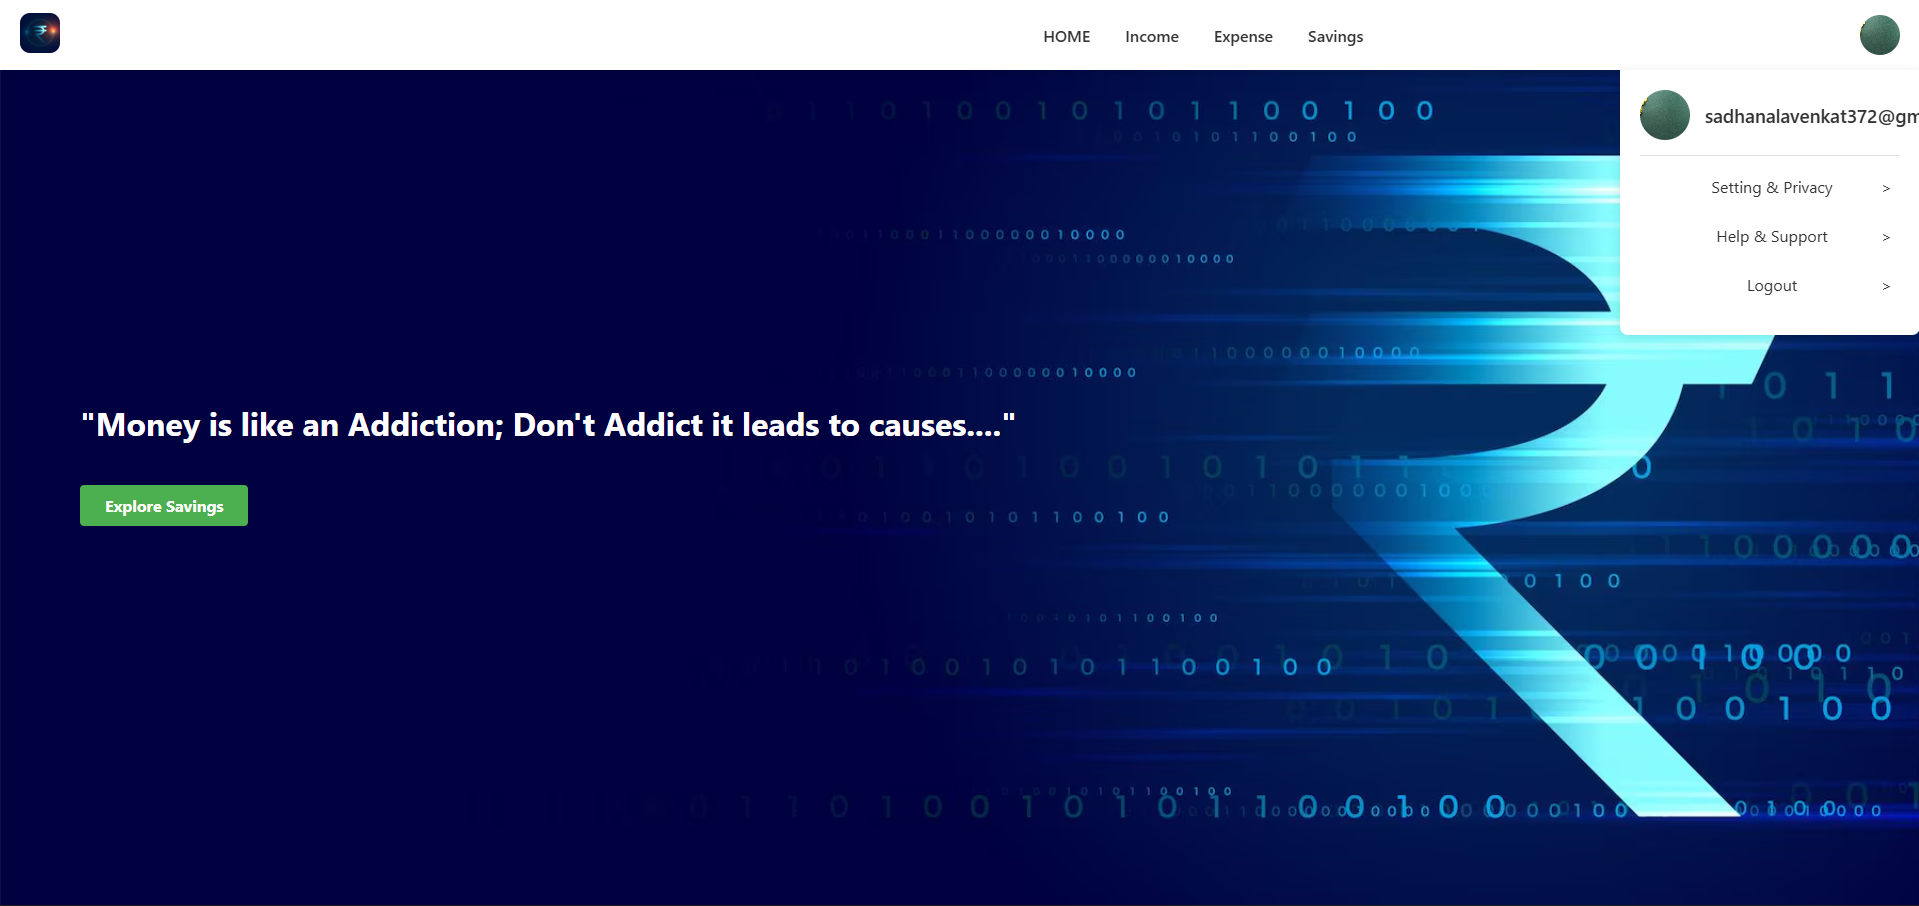 HOME Income Expense Savings
sadhanalavenkat372@gm
Setting & Privacy >
Help & Support >
Logout >
"Money is like an Addiction; Don't Addict it leads to causes...."
Explore Savings